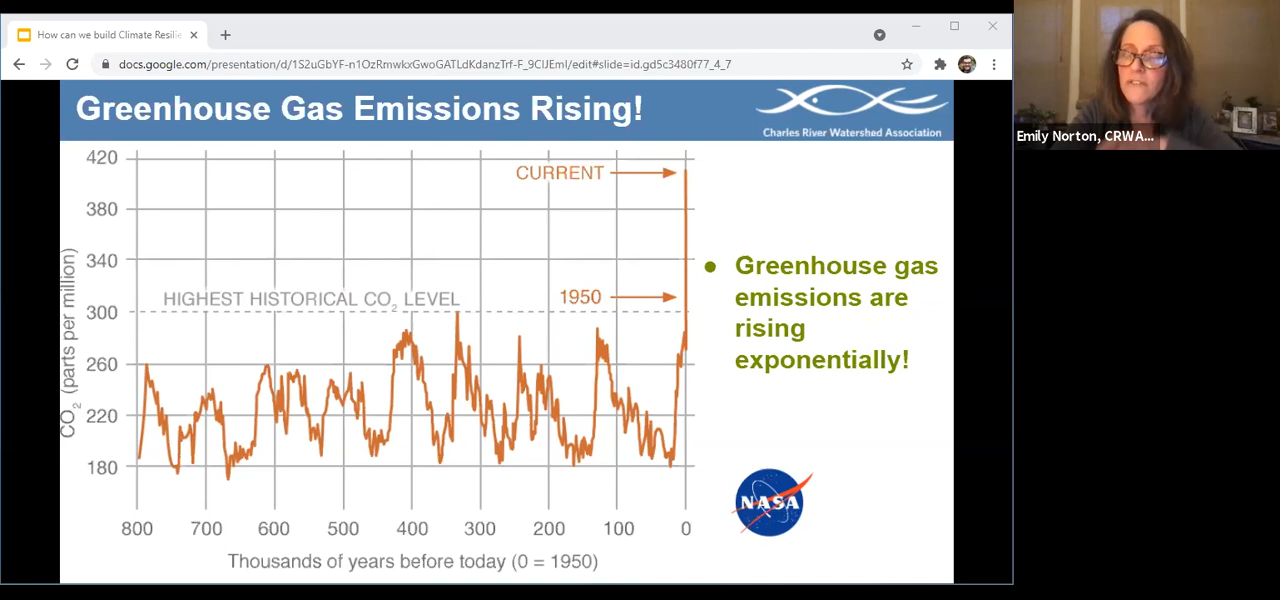 How can we build Climate Resilie
docs.google.com/presentation/d/1S2uGbYF-n1OzRmwkxGwoGATLdKdanzTrf-F_9CIJEmI/edit#slide=id.gd5c3480f77_4_7
Greenhouse Gas Emissions Rising!
Charles River Watershed Association
Emily Norton, CRWA...
420
380
340
300
260
220
180
CO₂ (parts per million)
CURRENT
1950
HIGHEST HISTORICAL CO₂ LEVEL
800 700 600 500 400 300 200 100 0
Thousands of years before today (0 = 1950)
● Greenhouse gas
emissions are
rising
exponentially!
NASA